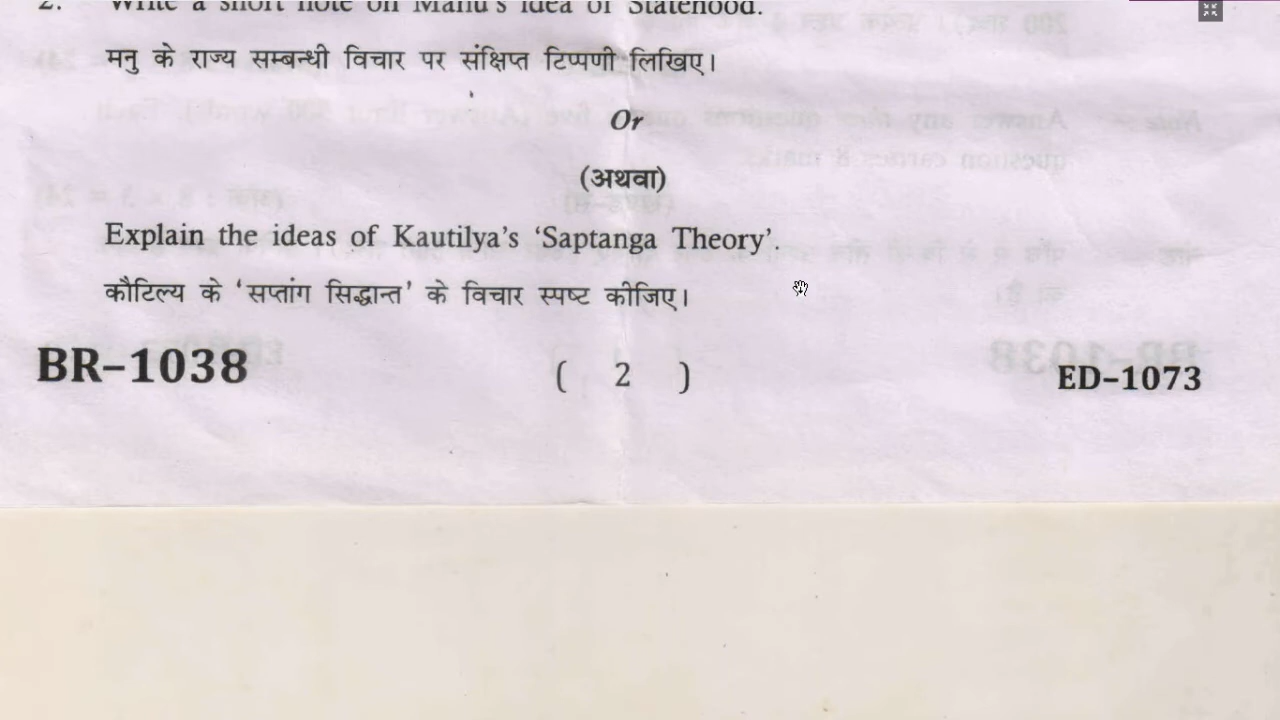 2. Write a short note on Manu's idea of Statehood.
मनु के राज्य सम्बन्धी विचार पर संक्षिप्त टिप्पणी लिखिए।
Or
(अथवा)
Explain the ideas of Kautilya's 'Saptanga Theory'.
कौटिल्य के 'सप्तांग सिद्धान्त' के विचार स्पष्ट कीजिए।
BR–1038 ( 2 ) ED–1073